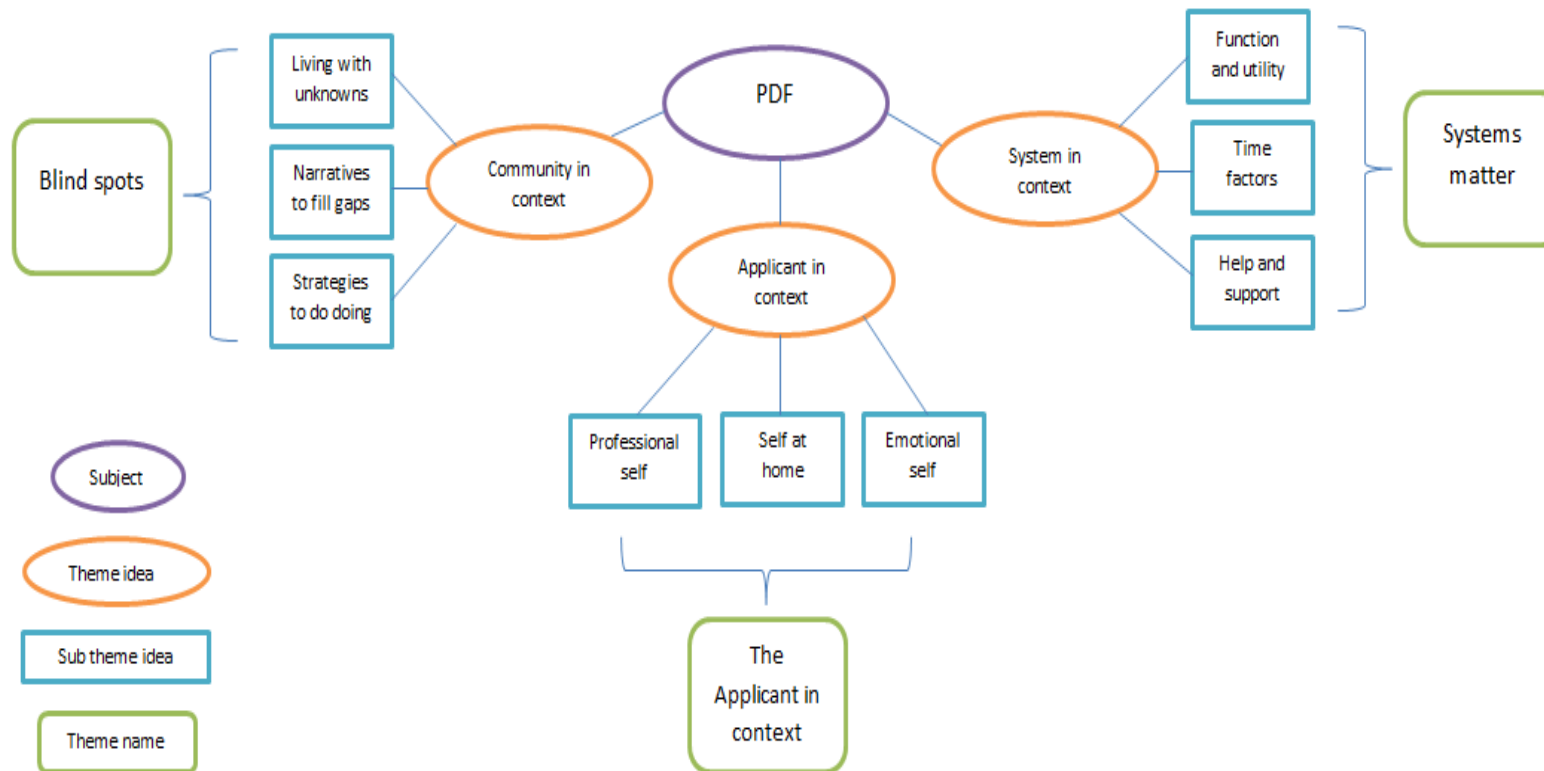 PDF
Blind spots
Living with
unknowns
Narratives
to fill gaps
Strategies
to do doing
Community in
context
System in
context
Function
and utility
Time
factors
Help and
support
Systems
matter
Applicant in
context
Professional
self
Self at
home
Emotional
self
The
Applicant in
context
Subject
Theme idea
Sub theme idea
Theme name